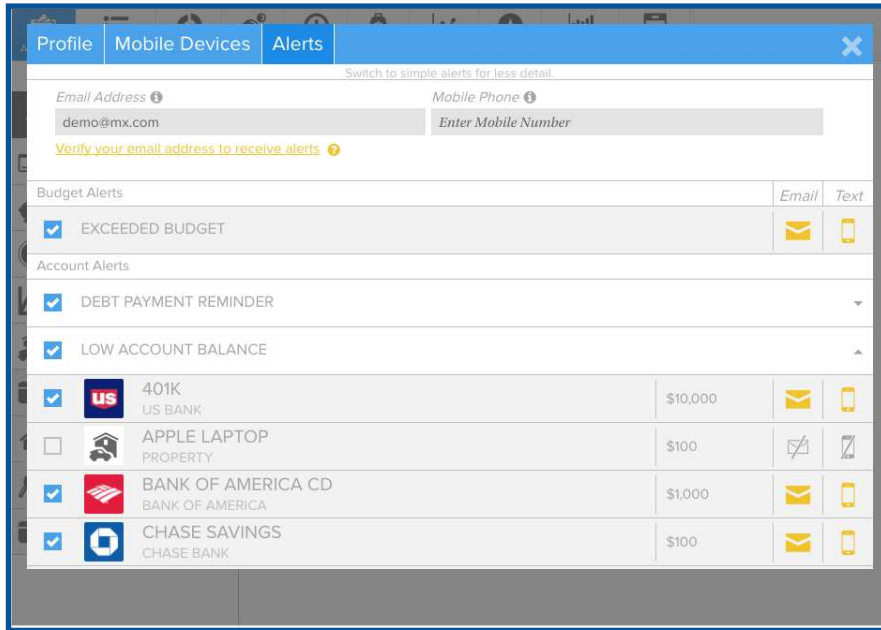 Profile Mobile Devices Alerts
Switch to simple alerts for less detail.
Email Address Mobile Phone
demo@mx.com Enter Mobile Number
Verify your email address to receive alerts
Budget Alerts Email Text
EXCEEDED BUDGET
Account Alerts
DEBT PAYMENT REMINDER
LOW ACCOUNT BALANCE
us 401K $10,000
US BANK
APPLE LAPTOP $100
PROPERTY
BANK OF AMERICA CD $1,000
BANK OF AMERICA
CHASE SAVINGS $100
CHASE BANK